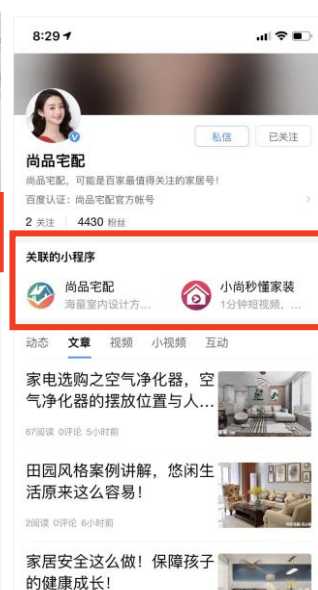 8:29
私信
已关注
尚品宅配
尚品宅配，可能是百家最值得关注的家居号！
百度认证：尚品宅配官方帐号
2 关注 4430 粉丝
关联的小程序
尚品宅配
海量室内设计方...
小尚秒懂家装
1分钟短视频，...
动态 文章 视频 小视频 互动
家电选购之空气净化器，空
气净化器的摆放位置与人...
67阅读 0评论 5小时前
田园风格案例讲解，悠闲生
活原来这么容易！
2阅读 0评论 6小时前
家居安全这么做！保障孩子
的健康成长！